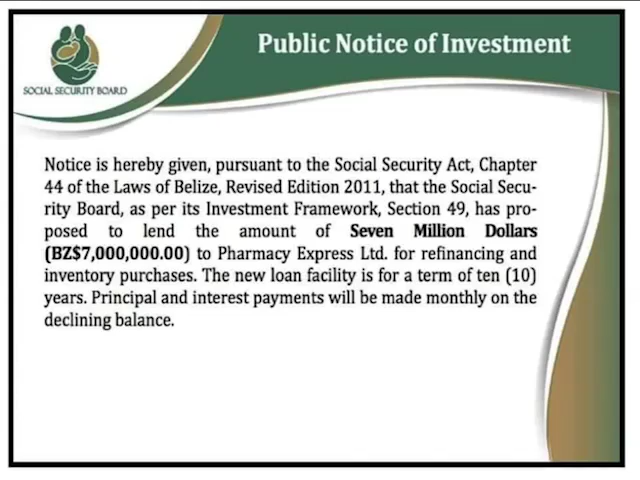 SOCIAL SECURITY BOARD
Public Notice of Investment
Notice is hereby given, pursuant to the Social Security Act, Chapter
44 of the Laws of Belize, Revised Edition 2011, that the Social Secu-
rity Board, as per its Investment Framework, Section 49, has pro-
posed to lend the amount of Seven Million Dollars
(BZ$7,000,000.00) to Pharmacy Express Ltd. for refinancing and
inventory purchases. The new loan facility is for a term of ten (10)
years. Principal and interest payments will be made monthly on the
declining balance.